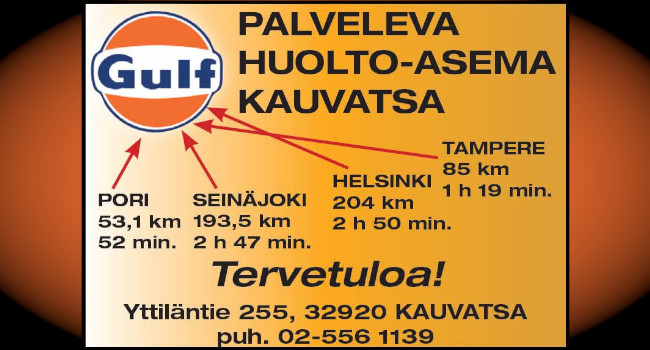 Gulf
PALVELEVA
HUOLTO-ASEMA
KAUVATSA
PORI
53,1 km
52 min.
SEINÄJOKI
193,5 km
2 h 47 min.
HELSINKI
204 km
2 h 50 min.
TAMPERE
85 km
1 h 19 min.
Tervetuloa!
Yttiläntie 255, 32920 KAUVATSA
puh. 02-556 1139